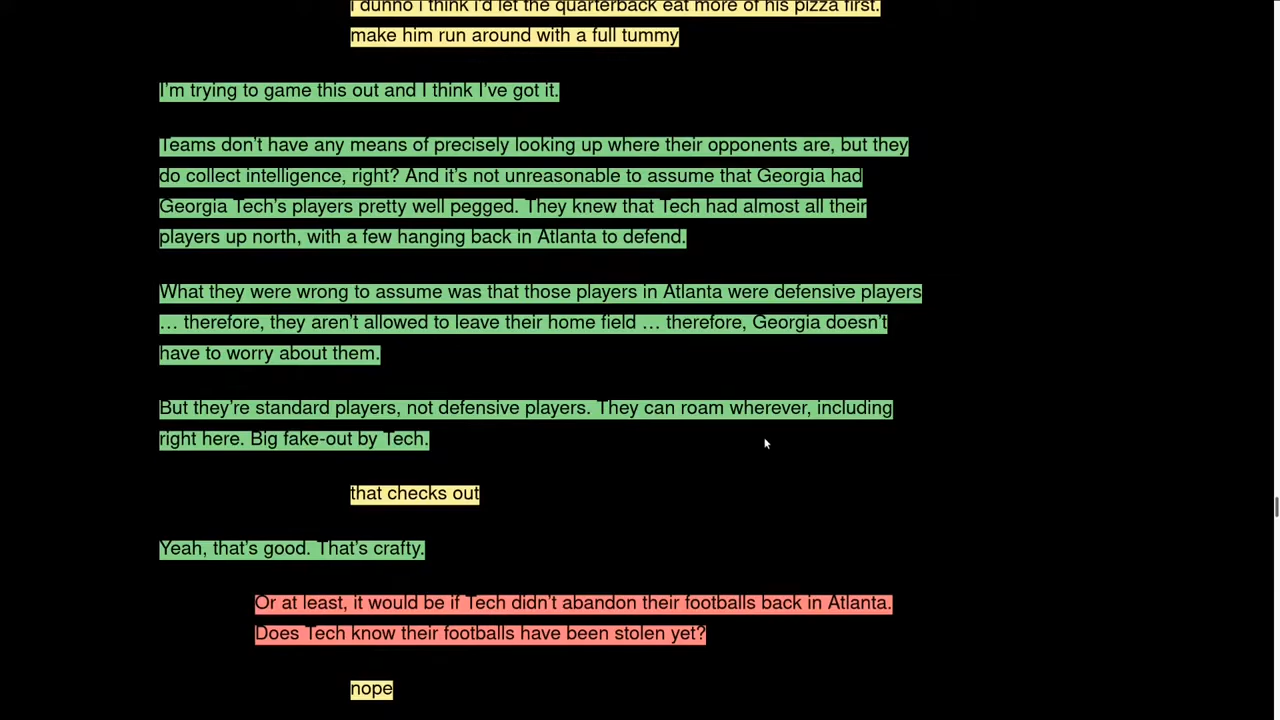 i dunno i think i'd let the quarterback eat more of his pizza first.
make him run around with a full tummy
I'm trying to game this out and I think I've got it.
Teams don't have any means of precisely looking up where their opponents are, but they
do collect intelligence, right? And it's not unreasonable to assume that Georgia had
Georgia Tech's players pretty well pegged. They knew that Tech had almost all their
players up north, with a few hanging back in Atlanta to defend.
What they were wrong to assume was that those players in Atlanta were defensive players
… therefore, they aren't allowed to leave their home field … therefore, Georgia doesn't
have to worry about them.
But they're standard players, not defensive players. They can roam wherever, including
right here. Big fake-out by Tech.
that checks out
Yeah, that's good. That's crafty.
Or at least, it would be if Tech didn't abandon their footballs back in Atlanta.
Does Tech know their footballs have been stolen yet?
nope